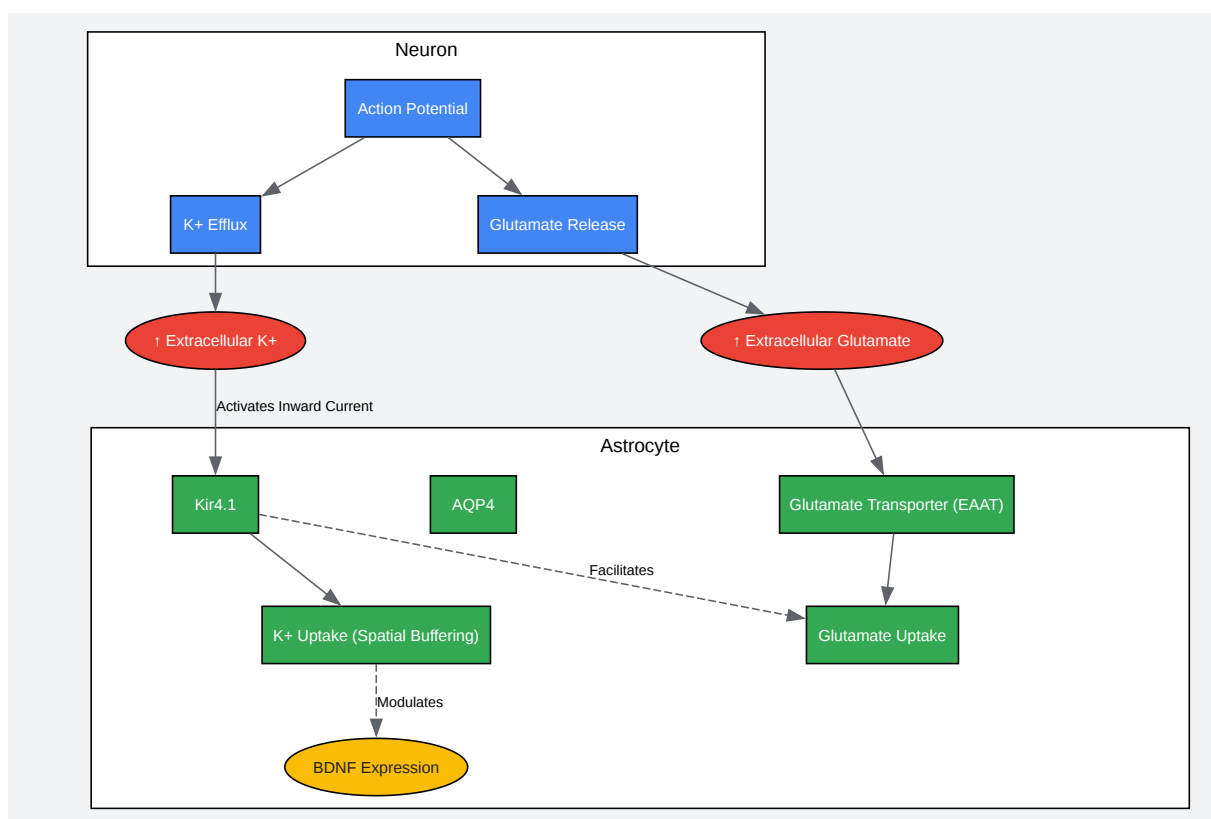 Neuron
Action Potential
K+ Efflux
Glutamate Release
↑ Extracellular K+
↑ Extracellular Glutamate
Activates Inward Current
Astrocyte
Kir4.1
AQP4
Glutamate Transporter (EAAT)
Facilitates
K+ Uptake (Spatial Buffering)
Glutamate Uptake
Modulates
BDNF Expression